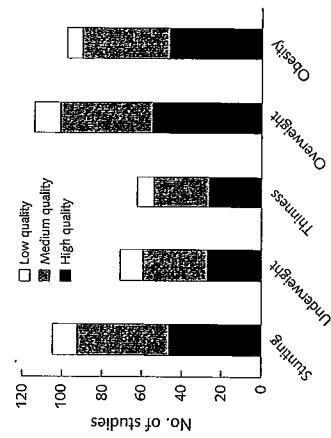 Low quality
Medium quality
High quality
No. of studies
120
100
80
60
40
20
0
Stunting
Underweight
Thinness
Overweight
Obesity